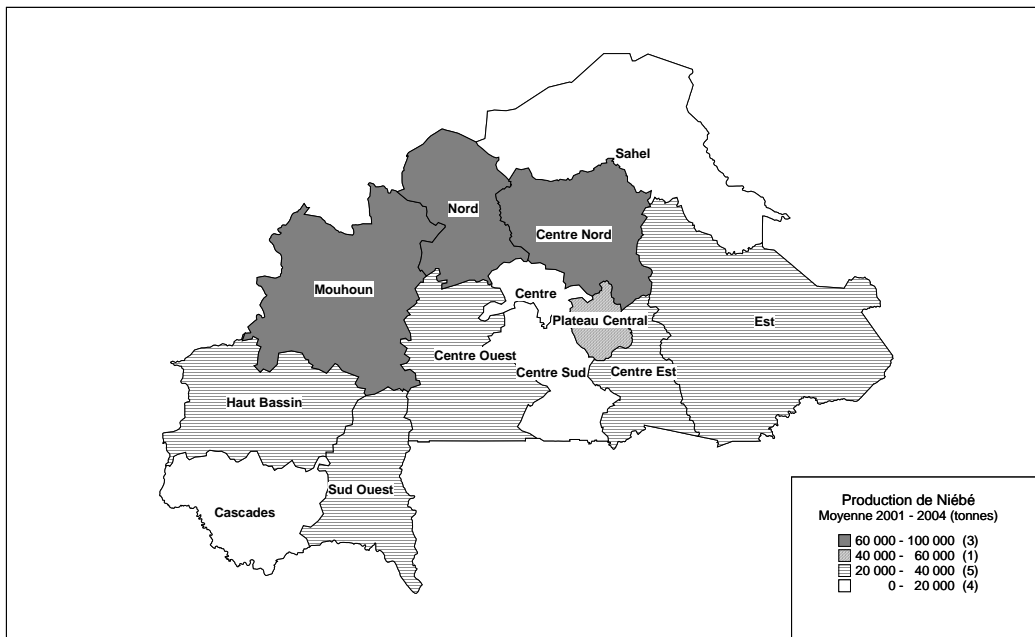 Sahel
Nord
Centre Nord
Mouhoun
Centre
Plateau Central
Est
Centre Ouest
Centre Sud
Centre Est
Haut Bassin
Sud Ouest
Cascades
Production de Niébé
Moyenne 2001 - 2004 (tonnes)
60 000 - 100 000 (3)
40 000 - 60 000 (1)
20 000 - 40 000 (5)
0 - 20 000 (4)